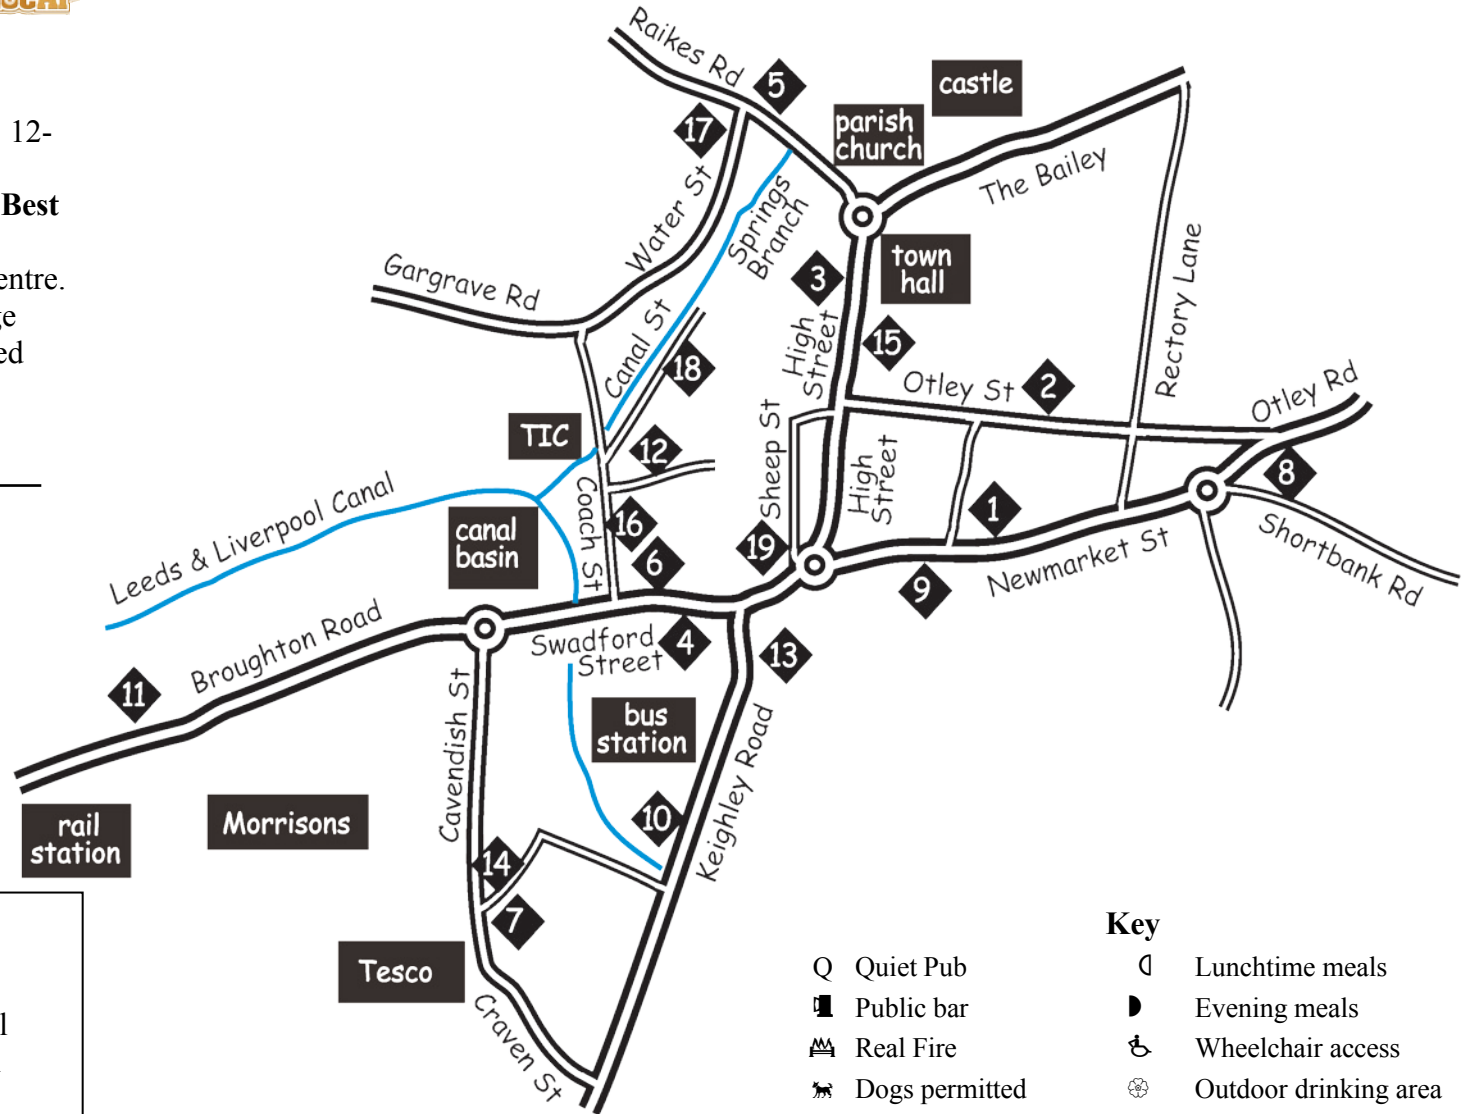 12-
Best
entre.
ge
ed
Raikes Rd
5
castle
17
parish
church
The Bailey
Water St
Springs
Branch
Gargrave Rd
3
town
hall
Rectory Lane
High
Street
15
Canal St
18
Otley St
2
Otley Rd
TIC
12
Sheep St
High
Street
8
Leeds & Liverpool Canal
Coach St
canal
basin
16
6
19
1
9
Newmarket St
Shortbank Rd
Broughton Road
Swadford
Street
4
13
11
Cavendish St
bus
station
Keighley Road
10
rail
station
Morrisons
14
7
Tesco
Craven St
l
Key
Q Quiet Pub
Public bar
Real Fire
Dogs permitted
Lunchtime meals
Evening meals
Wheelchair access
Outdoor drinking area